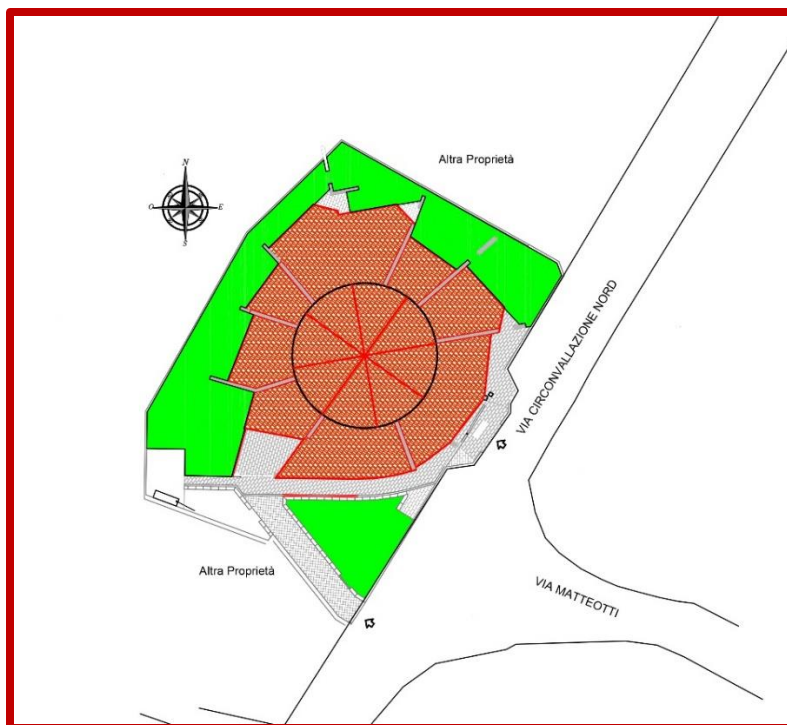 Altra Proprietà
N
O
E
S
VIA CIRCONVALLAZIONE NORD
Altra Proprietà
VIA MATTEOTTI